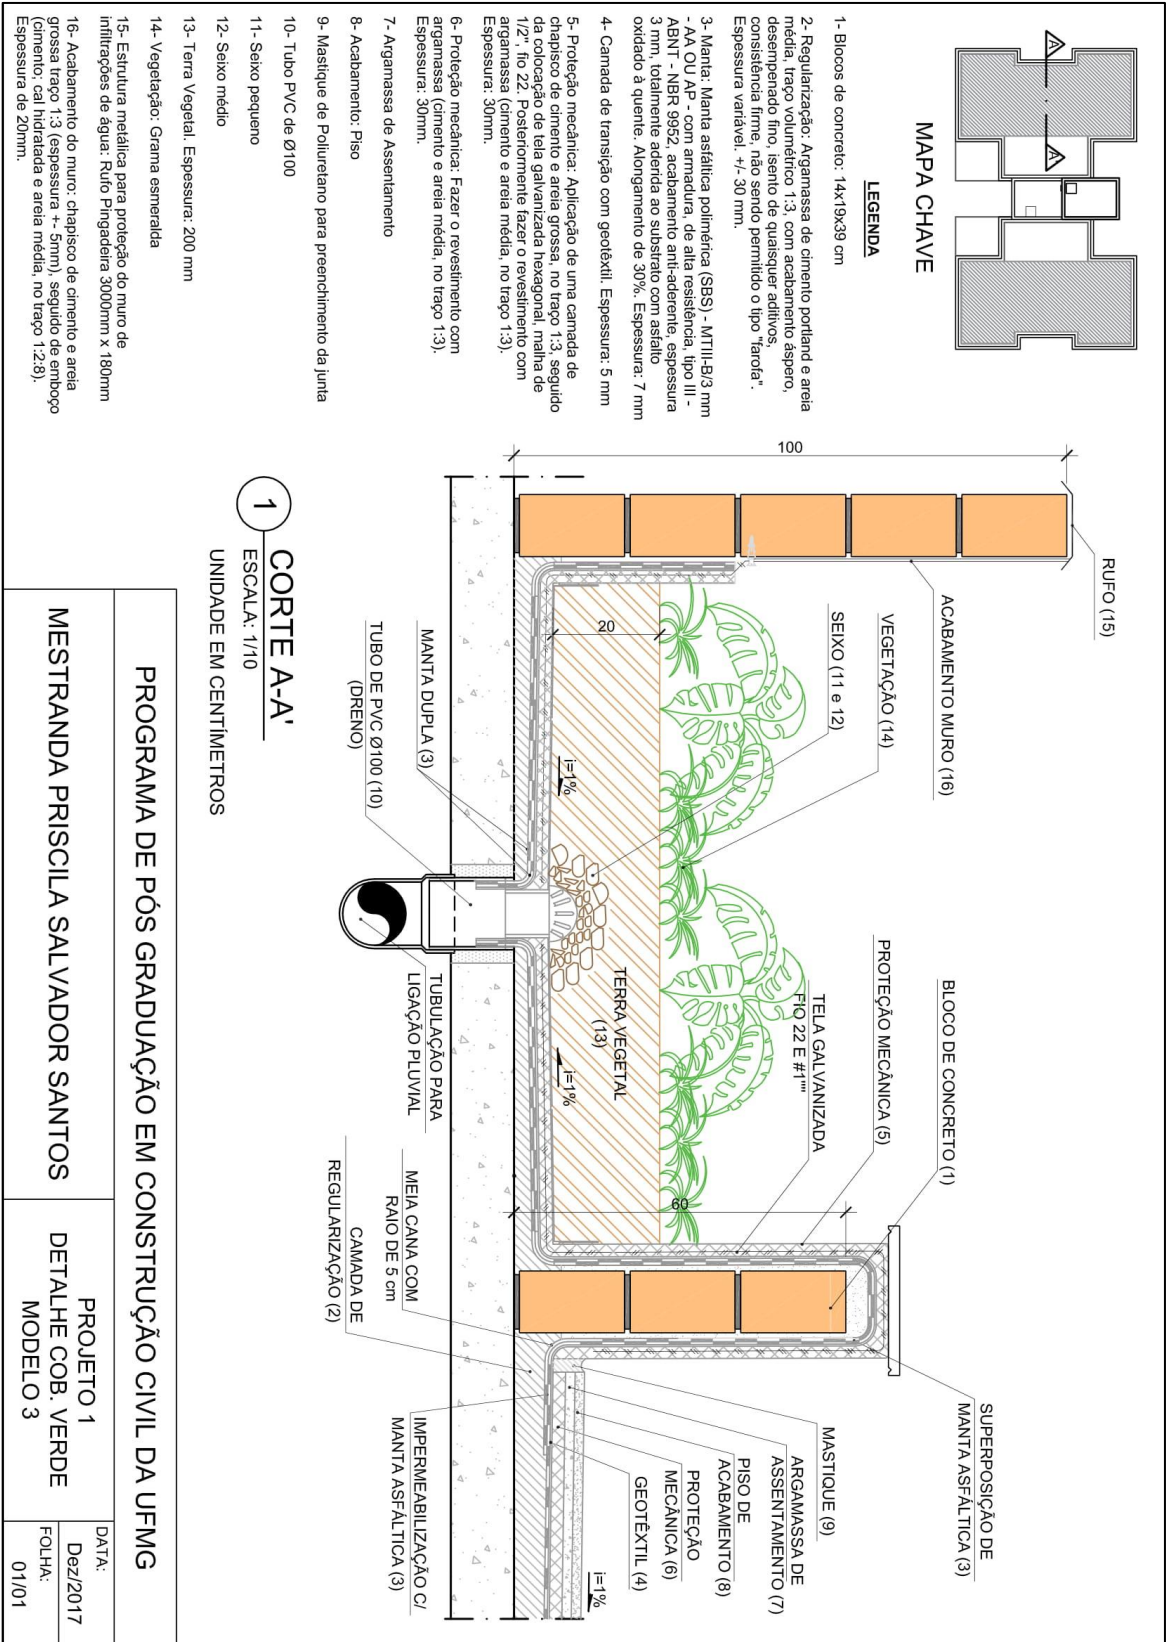 MAPA CHAVE
A
A
LEGENDA
1- Blocos de concreto: 14x19x39 cm
2- Regularização: Argamassa de cimento portland e areia
média, traço volumétrico 1:3, com acabamento áspero,
desempenado fino, isento de quaisquer aditivos,
consistência firme, não sendo permitido o tipo "farofa".
Espessura variável. +/- 30 mm.
3- Manta: Manta asfáltica polimérica (SBS) - MTIII-B/3 mm
- AA OU AP - com armadura, de alta resistência, tipo III -
ABNT - NBR 9952, acabamento anti-aderente, espessura
3 mm, totalmente aderida ao substrato com asfalto
oxidado à quente. Alongamento de 30%. Espessura: 7 mm
4- Camada de transição com geotêxtil. Espessura: 5 mm
5- Proteção mecânica: Aplicação de uma camada de
chapisco de cimento e areia grossa, no traço 1:3, seguido
da colocação de tela galvanizada hexagonal, malha de
1/2", fio 22. Posteriormente fazer o revestimento com
argamassa (cimento e areia média, no traço 1:3).
Espessura: 30mm.
6- Proteção mecânica: Fazer o revestimento com
argamassa (cimento e areia média, no traço 1:3).
Espessura: 30mm.
7- Argamassa de Assentamento
8- Acabamento: Piso
9- Mastique de Poliuretano para preenchimento da junta
10- Tubo PVC de Ø100
11- Seixo pequeno
12- Seixo médio
13- Terra Vegetal. Espessura: 200 mm
14- Vegetação: Grama esmeralda
15- Estrutura metálica para proteção do muro de
infiltrações de água: Rufo Pingadeira 3000mm x 180mm
16- Acabamento do muro: chapisco de cimento e areia
grossa traço 1:3 (espessura +- 5mm), seguido de emboço
(cimento; cal hidratada e areia média, no traço 1:2:8).
Espessura de 20mm.
100
RUFO (15)
ACABAMENTO MURO (16)
VEGETAÇÃO (14)
SEIXO (11 e 12)
20
i=1%
MANTA DUPLA (3)
TUBO DE PVC Ø100 (10)
(DRENO)
BLOCO DE CONCRETO (1)
PROTEÇÃO MECÂNICA (5)
TELA GALVANIZADA
FIO 22 E #1""
TERRA VEGETAL
(13)
i=1%
60
TUBULAÇÃO PARA
LIGAÇÃO PLUVIAL
MEIA CANA COM
RAIO DE 5 cm
CAMADA DE
REGULARIZAÇÃO (2)
SUPERPOSIÇÃO DE
MANTA ASFÁLTICA (3)
MASTIQUE (9)
ARGAMASSA DE
ASSENTAMENTO (7)
PISO DE
ACABAMENTO (8)
PROTEÇÃO
MECÂNICA (6)
GEOTÊXTIL (4)
i=1%
IMPERMEABILIZAÇÃO C/
MANTA ASFÁLTICA (3)
1
CORTE A-A'
ESCALA: 1/10
UNIDADE EM CENTÍMETROS
PROGRAMA DE PÓS GRADUAÇÃO EM CONSTRUÇÃO CIVIL DA UFMG
MESTRANDA PRISCILA SALVADOR SANTOS
PROJETO 1
DETALHE COB. VERDE
MODELO 3
DATA:
Dez/2017
FOLHA:
01/01